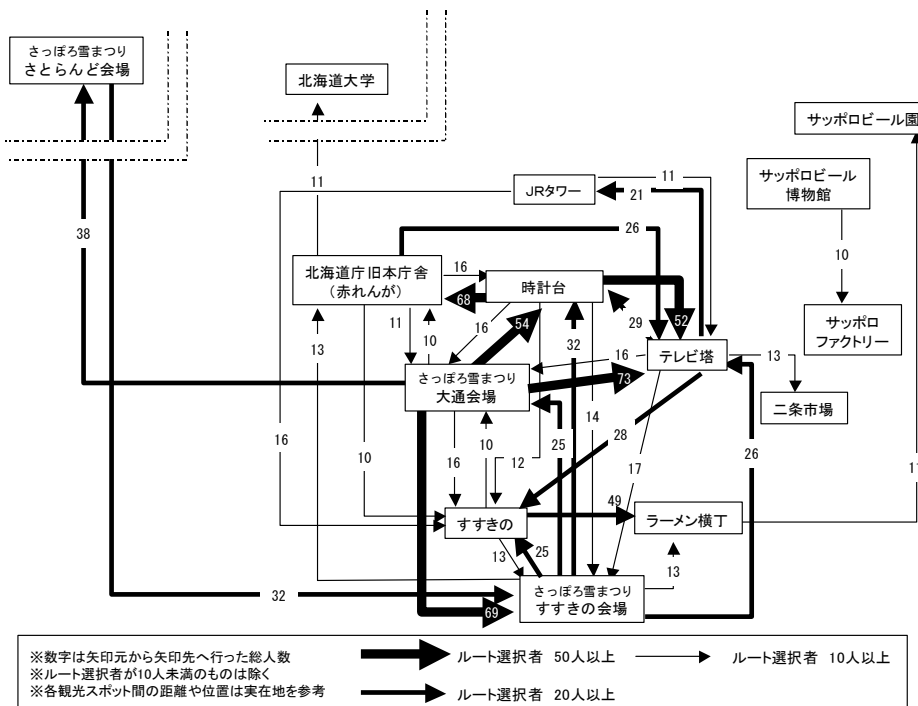 さっぽろ雪まつり
さとらんど会場
北海道大学
サッポロビール園
11
JRタワー
11
21
サッポロビール
博物館
38
26
10
北海道庁旧本庁舎
(赤れんが)
16
時計台
68
54
52
サッポロ
ファクトリー
11
10
16
32
29
13
さっぽろ雪まつり
大通会場
16
73
テレビ塔
13
二条市場
16
10
16
10
12
25
14
28
17
26
11
すすきの
49
ラーメン横丁
13
25
13
さっぽろ雪まつり
すすきの会場
32
69
※数字は矢印元から矢印先へ行った総人数
※ルート選択者が10人未満のものは除く
※各観光スポット間の距離や位置は実在地を参考
ルート選択者 50人以上
ルート選択者 10人以上
ルート選択者 20人以上